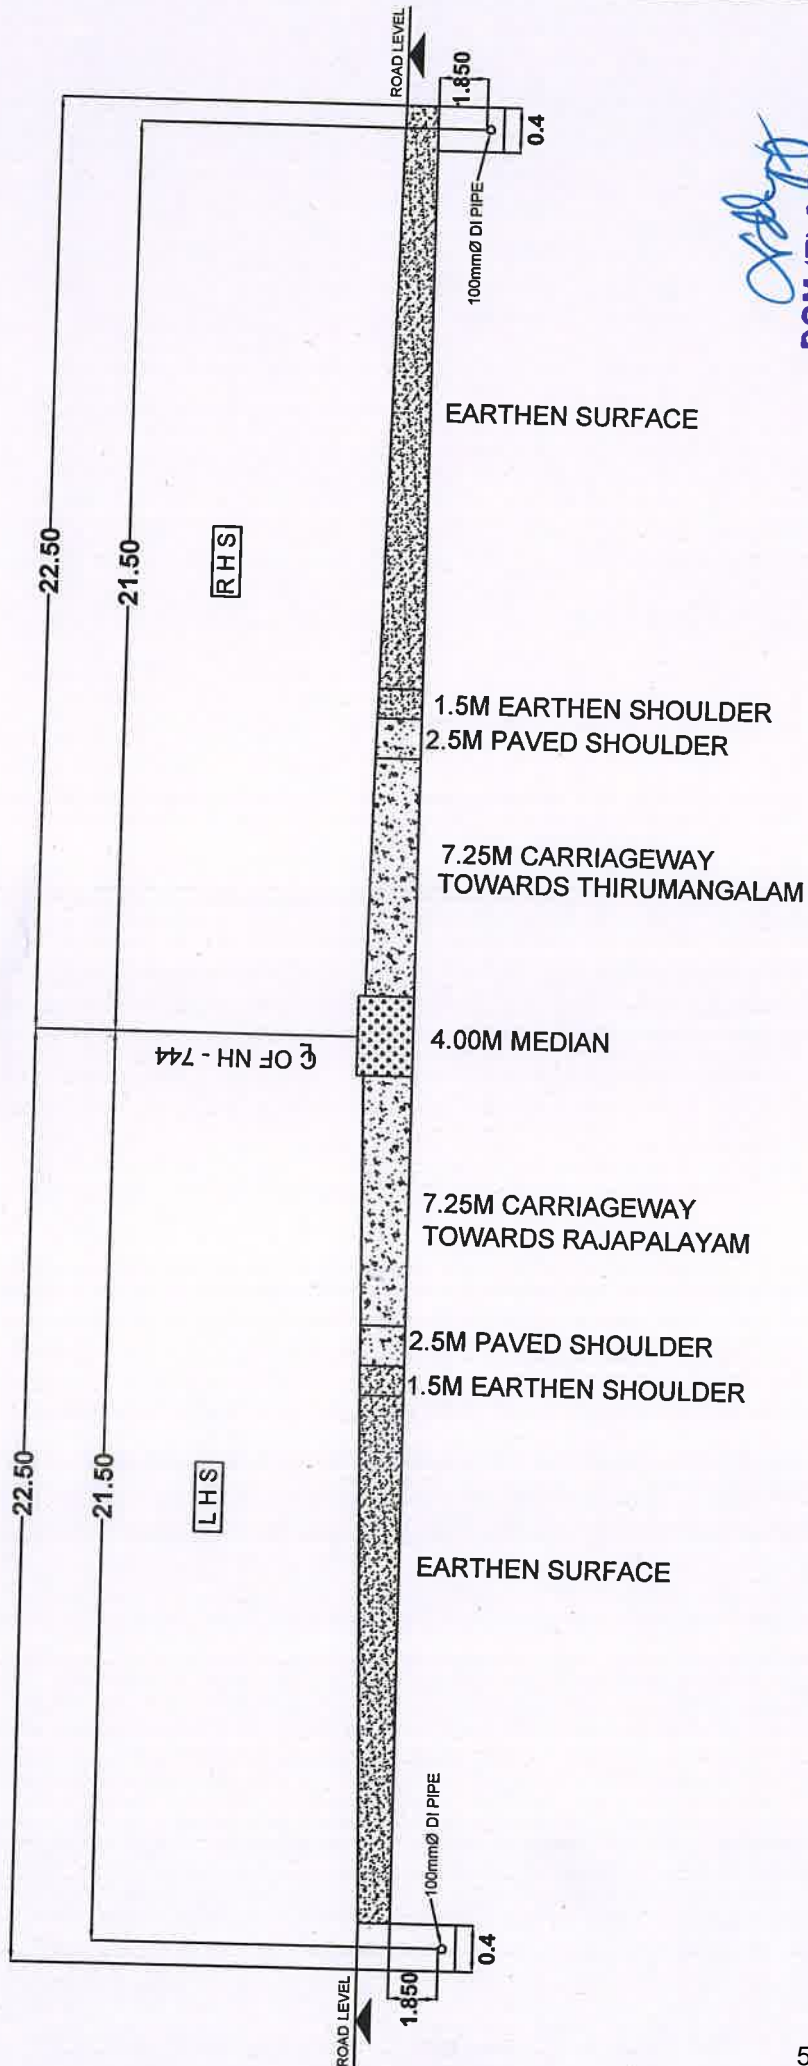 ROAD LEVEL
1.850
0.4
100mmØ DI PIPE
22.50
21.50
RHS
EARTHEN SURFACE
1.5M EARTHEN SHOULDER
2.5M PAVED SHOULDER
7.25M CARRIAGEWAY
TOWARDS THIRUMANGALAM
℄ OF NH - 744
4.00M MEDIAN
7.25M CARRIAGEWAY
TOWARDS RAJAPALAYAM
2.5M PAVED SHOULDER
1.5M EARTHEN SHOULDER
22.50
21.50
LHS
EARTHEN SURFACE
100mmØ DI PIPE
0.4
1.850
ROAD LEVEL
5